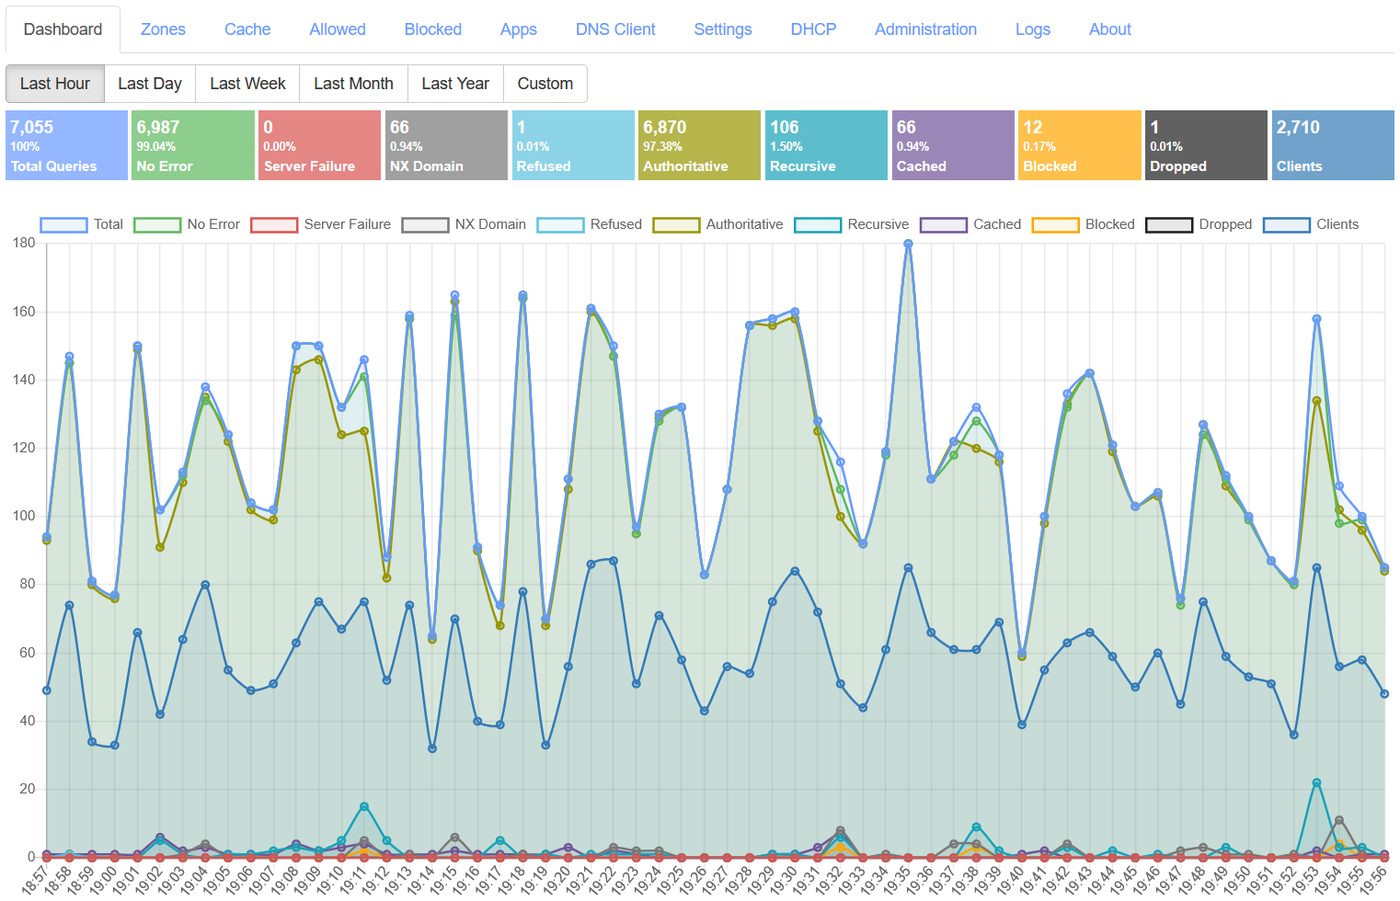 Dashboard Zones Cache Allowed Blocked Apps DNS Client Settings DHCP Administration Logs About
Last Hour Last Day Last Week Last Month Last Year Custom
7,055 6,987 0 66 1 6,870 106 66 12 1 2,710
100% 99.04% 0.00% 0.94% 0.01% 97.38% 1.50% 0.94% 0.17% 0.01%
Total Queries No Error Server Failure NX Domain Refused Authoritative Recursive Cached Blocked Dropped Clients
Total No Error Server Failure NX Domain Refused Authoritative Recursive Cached Blocked Dropped Clients
180
160
140
120
100
80
60
40
20
0
18:57 18:58 18:59 19:00 19:01 19:02 19:03 19:04 19:05 19:06 19:07 19:08 19:09 19:10 19:11 19:12 19:13 19:14 19:15 19:16 19:17 19:18 19:19 19:20 19:21 19:22 19:23 19:24 19:25 19:26 19:27 19:28 19:29 19:30 19:31 19:32 19:33 19:34 19:35 19:36 19:37 19:38 19:39 19:40 19:41 19:42 19:43 19:44 19:45 19:46 19:47 19:48 19:49 19:50 19:51 19:52 19:53 19:54 19:55 19:56